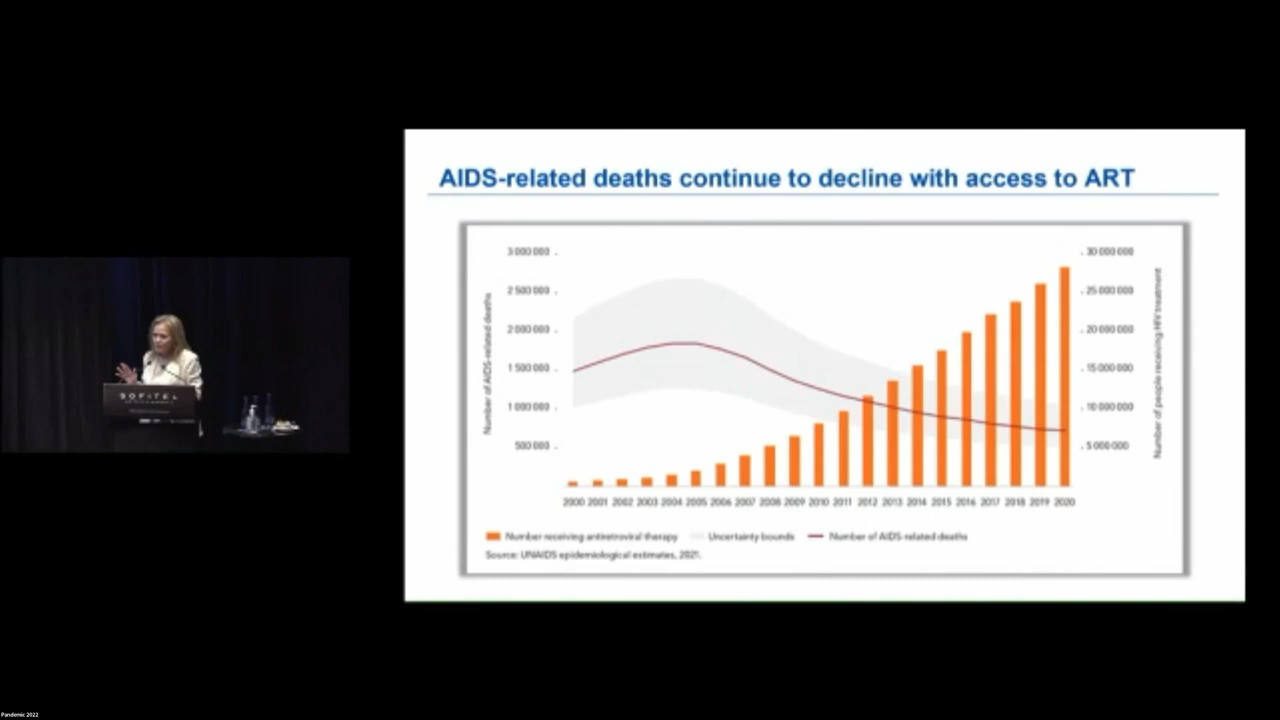 AIDS-related deaths continue to decline with access to ART
3 000 000
2 500 000
2 000 000
1 500 000
1 000 000
500 000
Number of AIDS-related deaths
30 000 000
25 000 000
20 000 000
15 000 000
10 000 000
5 000 000
Number of people receiving HIV treatment
2000 2001 2002 2003 2004 2005 2006 2007 2008 2009 2010 2011 2012 2013 2014 2015 2016 2017 2018 2019 2020
Number receiving antiretroviral therapy Uncertainty bounds Number of AIDS-related deaths
Source: UNAIDS epidemiological estimates, 2021.
SOFITEL
Pandemic 2022